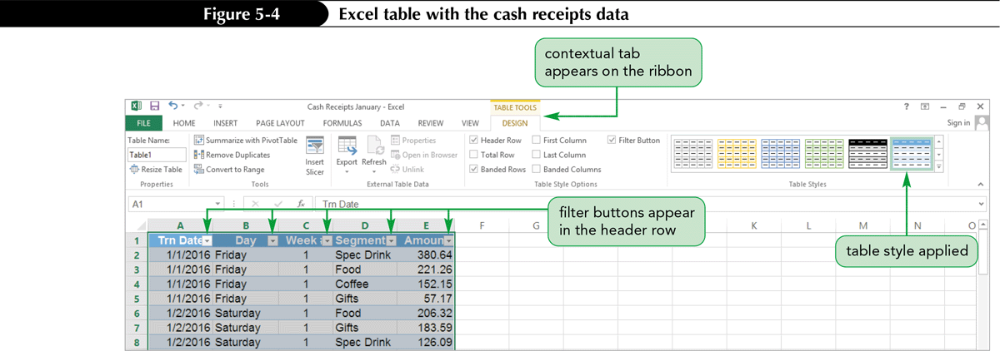 Figure 5-4 Excel table with the cash receipts data
contextual tab
appears on the ribbon
Cash Receipts January - Excel
TABLE TOOLS
?
FILE HOME INSERT PAGE LAYOUT FORMULAS DATA REVIEW VIEW DESIGN Sign in
Table Name:
Table1
Resize Table
Properties
Summarize with PivotTable
Remove Duplicates
Convert to Range
Insert
Slicer
Tools
Export Refresh
Properties
Open in Browser
Unlink
External Table Data
Header Row First Column Filter Button
Total Row Last Column
Banded Rows Banded Columns
Table Style Options
Table Styles
A1 fx Trn Date
filter buttons appear
in the header row
table style applied
A B C D E F G K L M N O
1 Trn Date Day Week Segment Amoun
2 1/1/2016 Friday 1 Spec Drink 380.64
3 1/1/2016 Friday 1 Food 221.26
4 1/1/2016 Friday 1 Coffee 152.15
5 1/1/2016 Friday 1 Gifts 57.17
6 1/2/2016 Saturday 1 Food 206.32
7 1/2/2016 Saturday 1 Gifts 183.59
8 1/2/2016 Saturday 1 Spec Drink 126.09